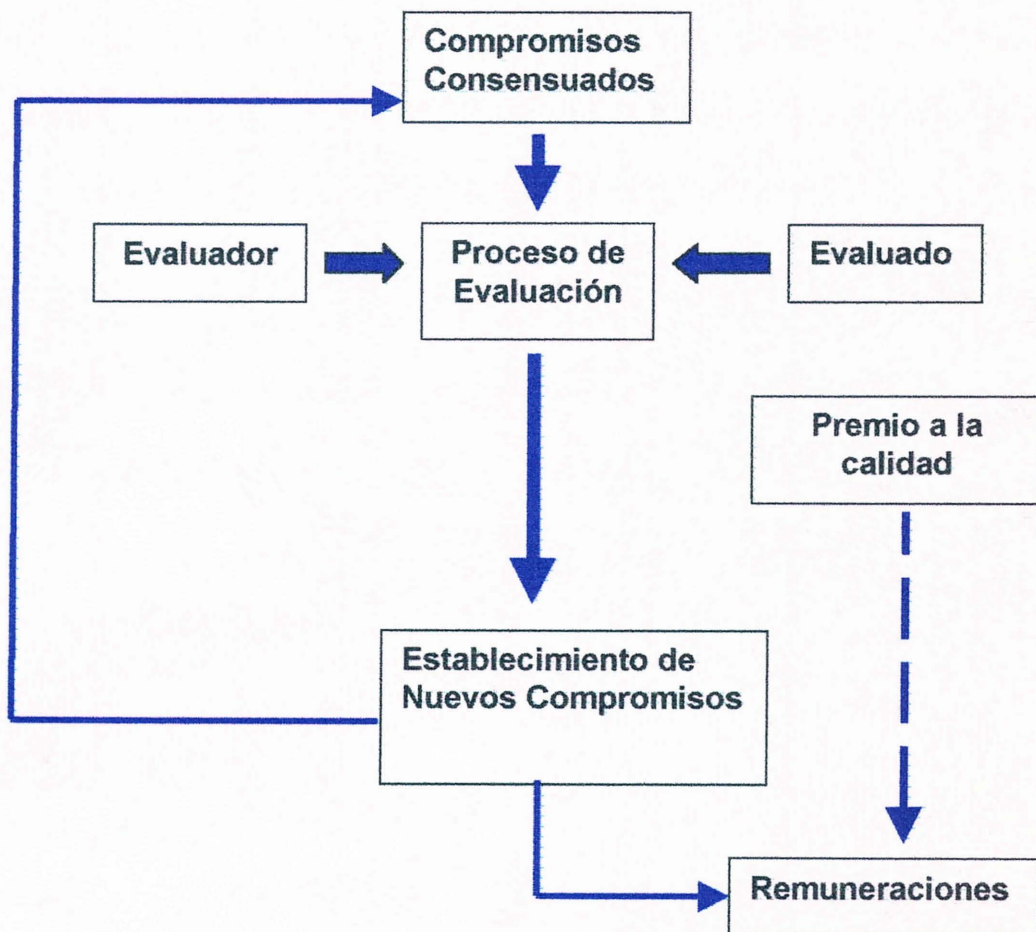 Compromisos
Consensuados
Evaluador
Proceso de
Evaluación
Evaluado
Premio a la
calidad
Establecimiento de
Nuevos Compromisos
Remuneraciones